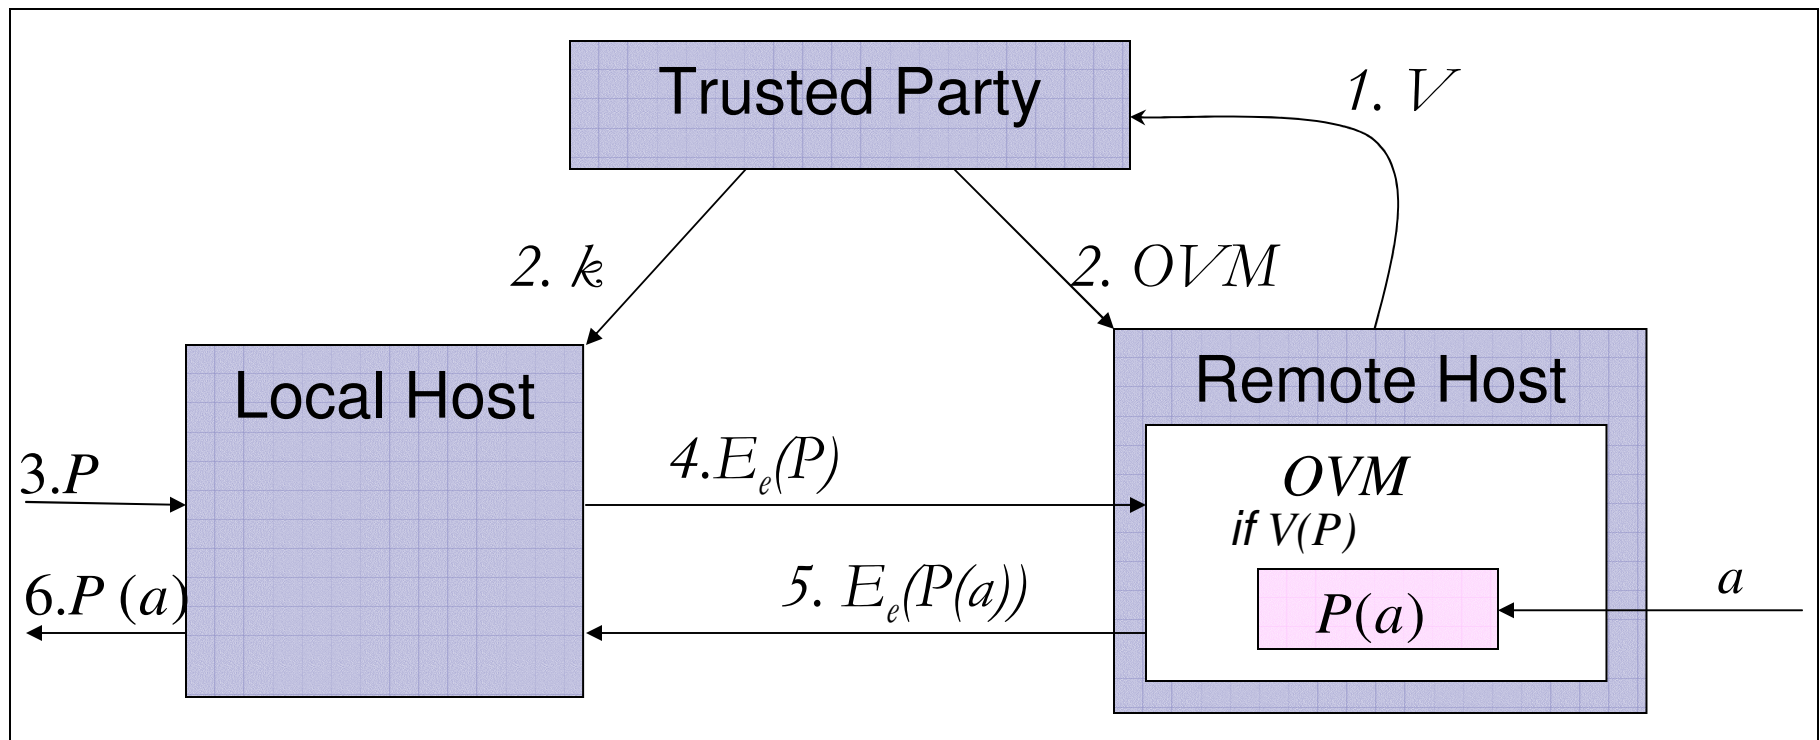 Trusted Party
1. V
2. k
2. OVM
Local Host
Remote Host
3.P
4.Eₑ(P)
OVM
if V(P)
6.P (a)
5. Eₑ(P(a))
P(a)
a